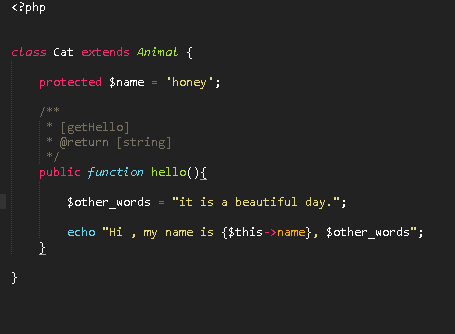 <?php
class Cat extends Animal {
protected $name = 'honey';
/**
* [getHello]
* @return [string]
*/
public function hello(){
$other_words = "it is a beautiful day.";
echo "Hi , my name is {$this->name}, $other_words";
}
}